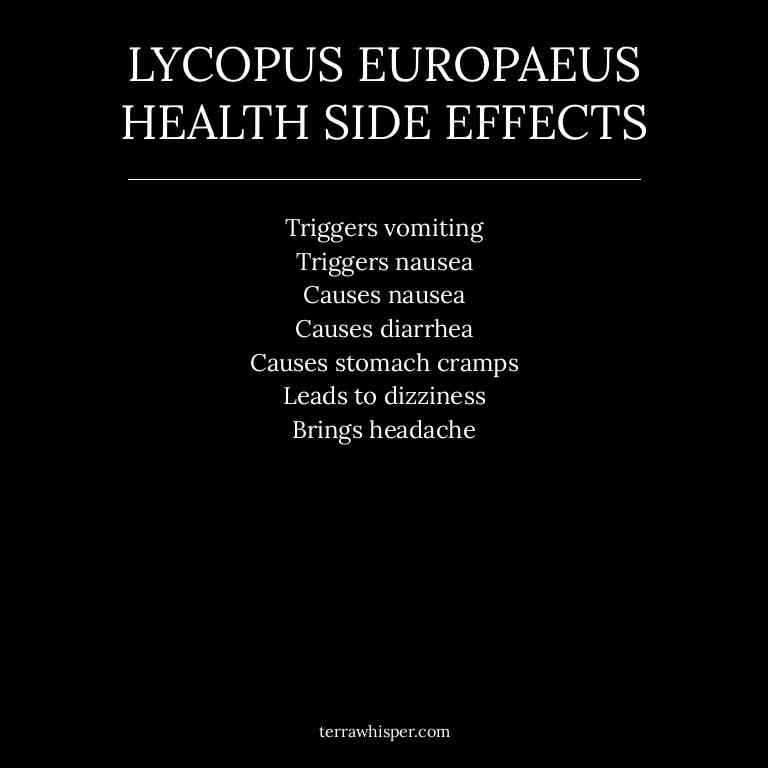 LYCOPUS EUROPAEUS
HEALTH SIDE EFFECTS
Triggers vomiting
Triggers nausea
Causes nausea
Causes diarrhea
Causes stomach cramps
Leads to dizziness
Brings headache
terrawhisper.com